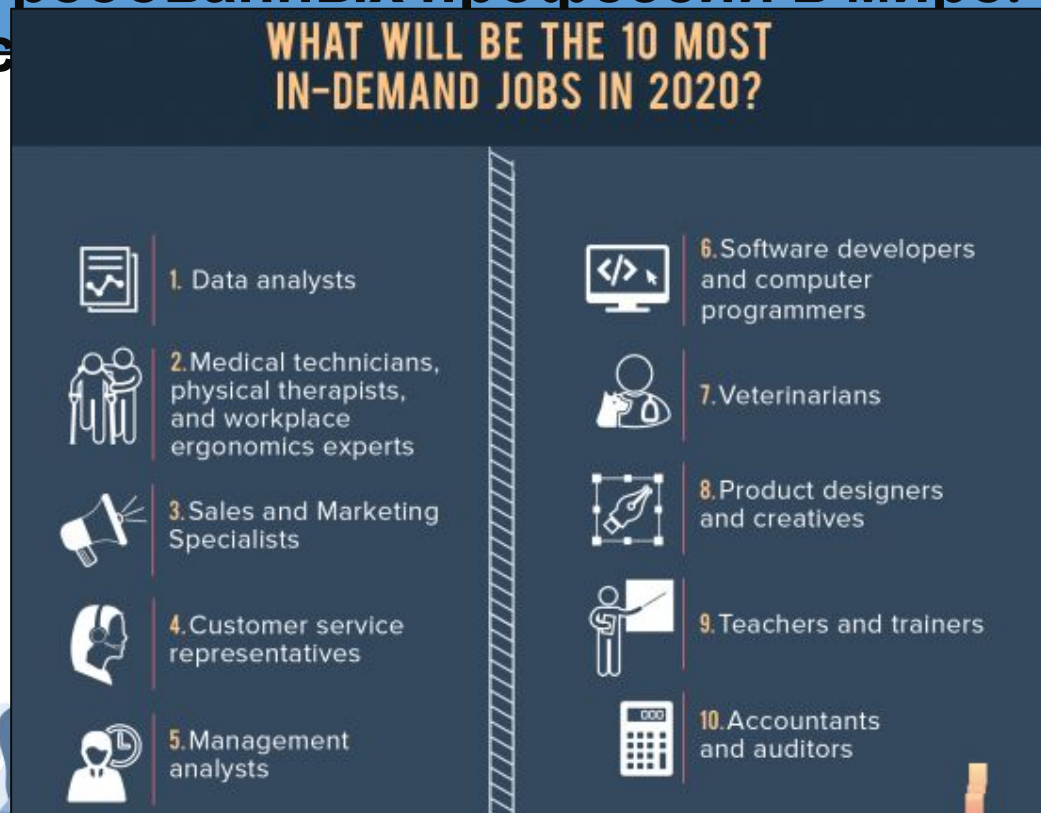 WHAT WILL BE THE 10 MOST
IN-DEMAND JOBS IN 2020?
1. Data analysts
2.Medical technicians,
physical therapists,
and workplace
ergonomics experts
3.Sales and Marketing
Specialists
4.Customer service
representatives
5.Management
analysts
6.Software developers
and computer
programmers
7.Veterinarians
8.Product designers
and creatives
9.Teachers and trainers
10.Accountants
and auditors